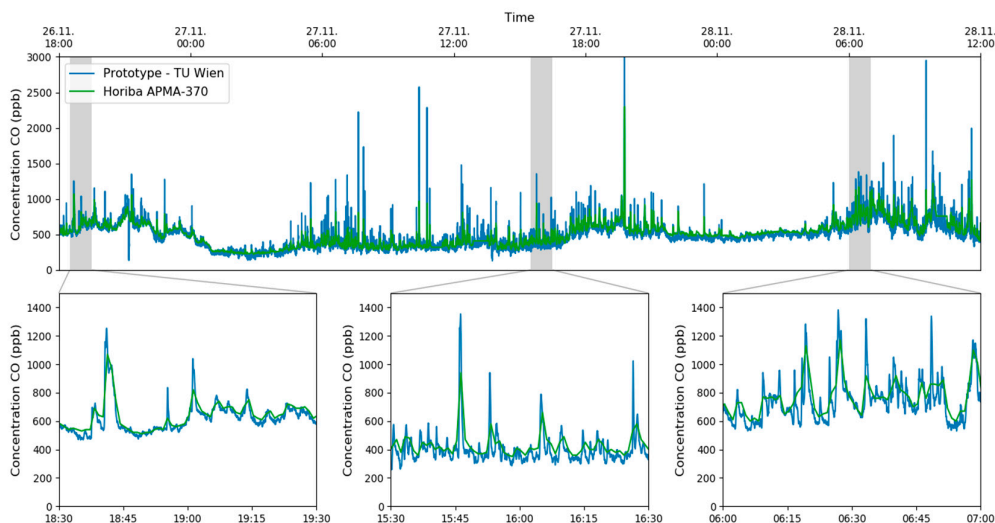 Time
26.11. 27.11. 27.11. 27.11. 27.11. 28.11. 28.11. 28.11.
18:00 00:00 06:00 12:00 18:00 00:00 06:00 12:00
Concentration CO (ppb)
3000
2500
2000
1500
1000
500
0
Prototype - TU Wien
Horiba APMA-370
Concentration CO (ppb)
1400
1200
1000
800
600
400
200
0
18:30 18:45 19:00 19:15 19:30
Concentration CO (ppb)
1400
1200
1000
800
600
400
200
0
15:30 15:45 16:00 16:15 16:30
Concentration CO (ppb)
1400
1200
1000
800
600
400
200
0
06:00 06:15 06:30 06:45 07:00